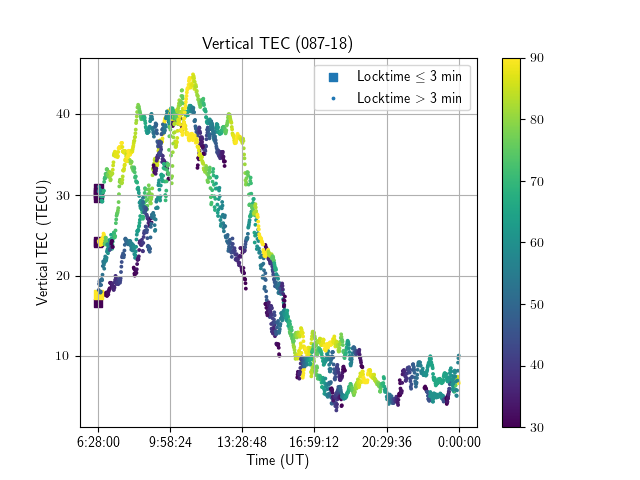 Vertical TEC (087-18)
Locktime ≤ 3 min
Locktime > 3 min
Vertical TEC (TECU)
40
30
20
10
6:28:00 9:58:24 13:28:48 16:59:12 20:29:36 0:00:00
Time (UT)
90
80
70
60
50
40
30